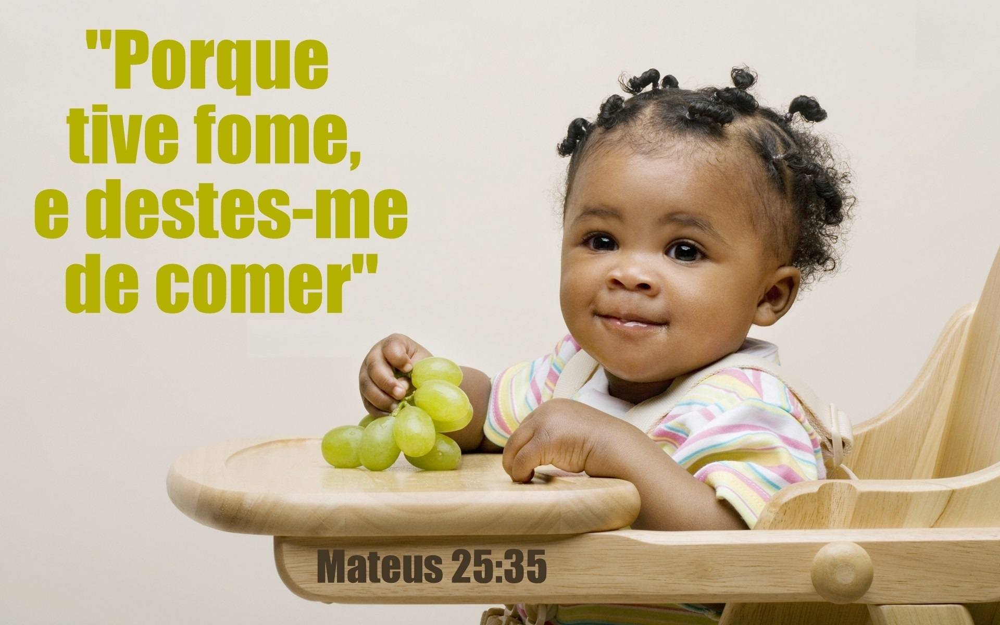 "Porque
tive fome,
e destes-me
de comer"
Mateus 25:35